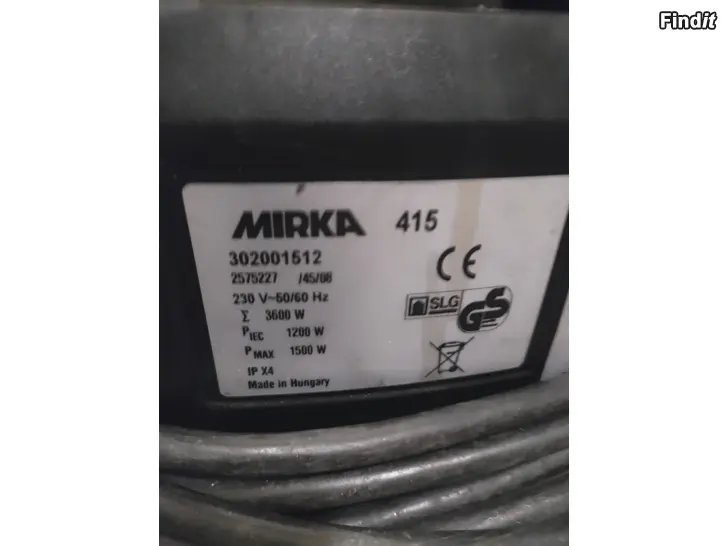 Findit
MIRKA 415
302001512
2575227 /45/08
230 V~50/60 Hz
Σ 3600 W
PIEC 1200 W
PMAX 1500 W
IP X4
Made in Hungary
CE
SLG
GS